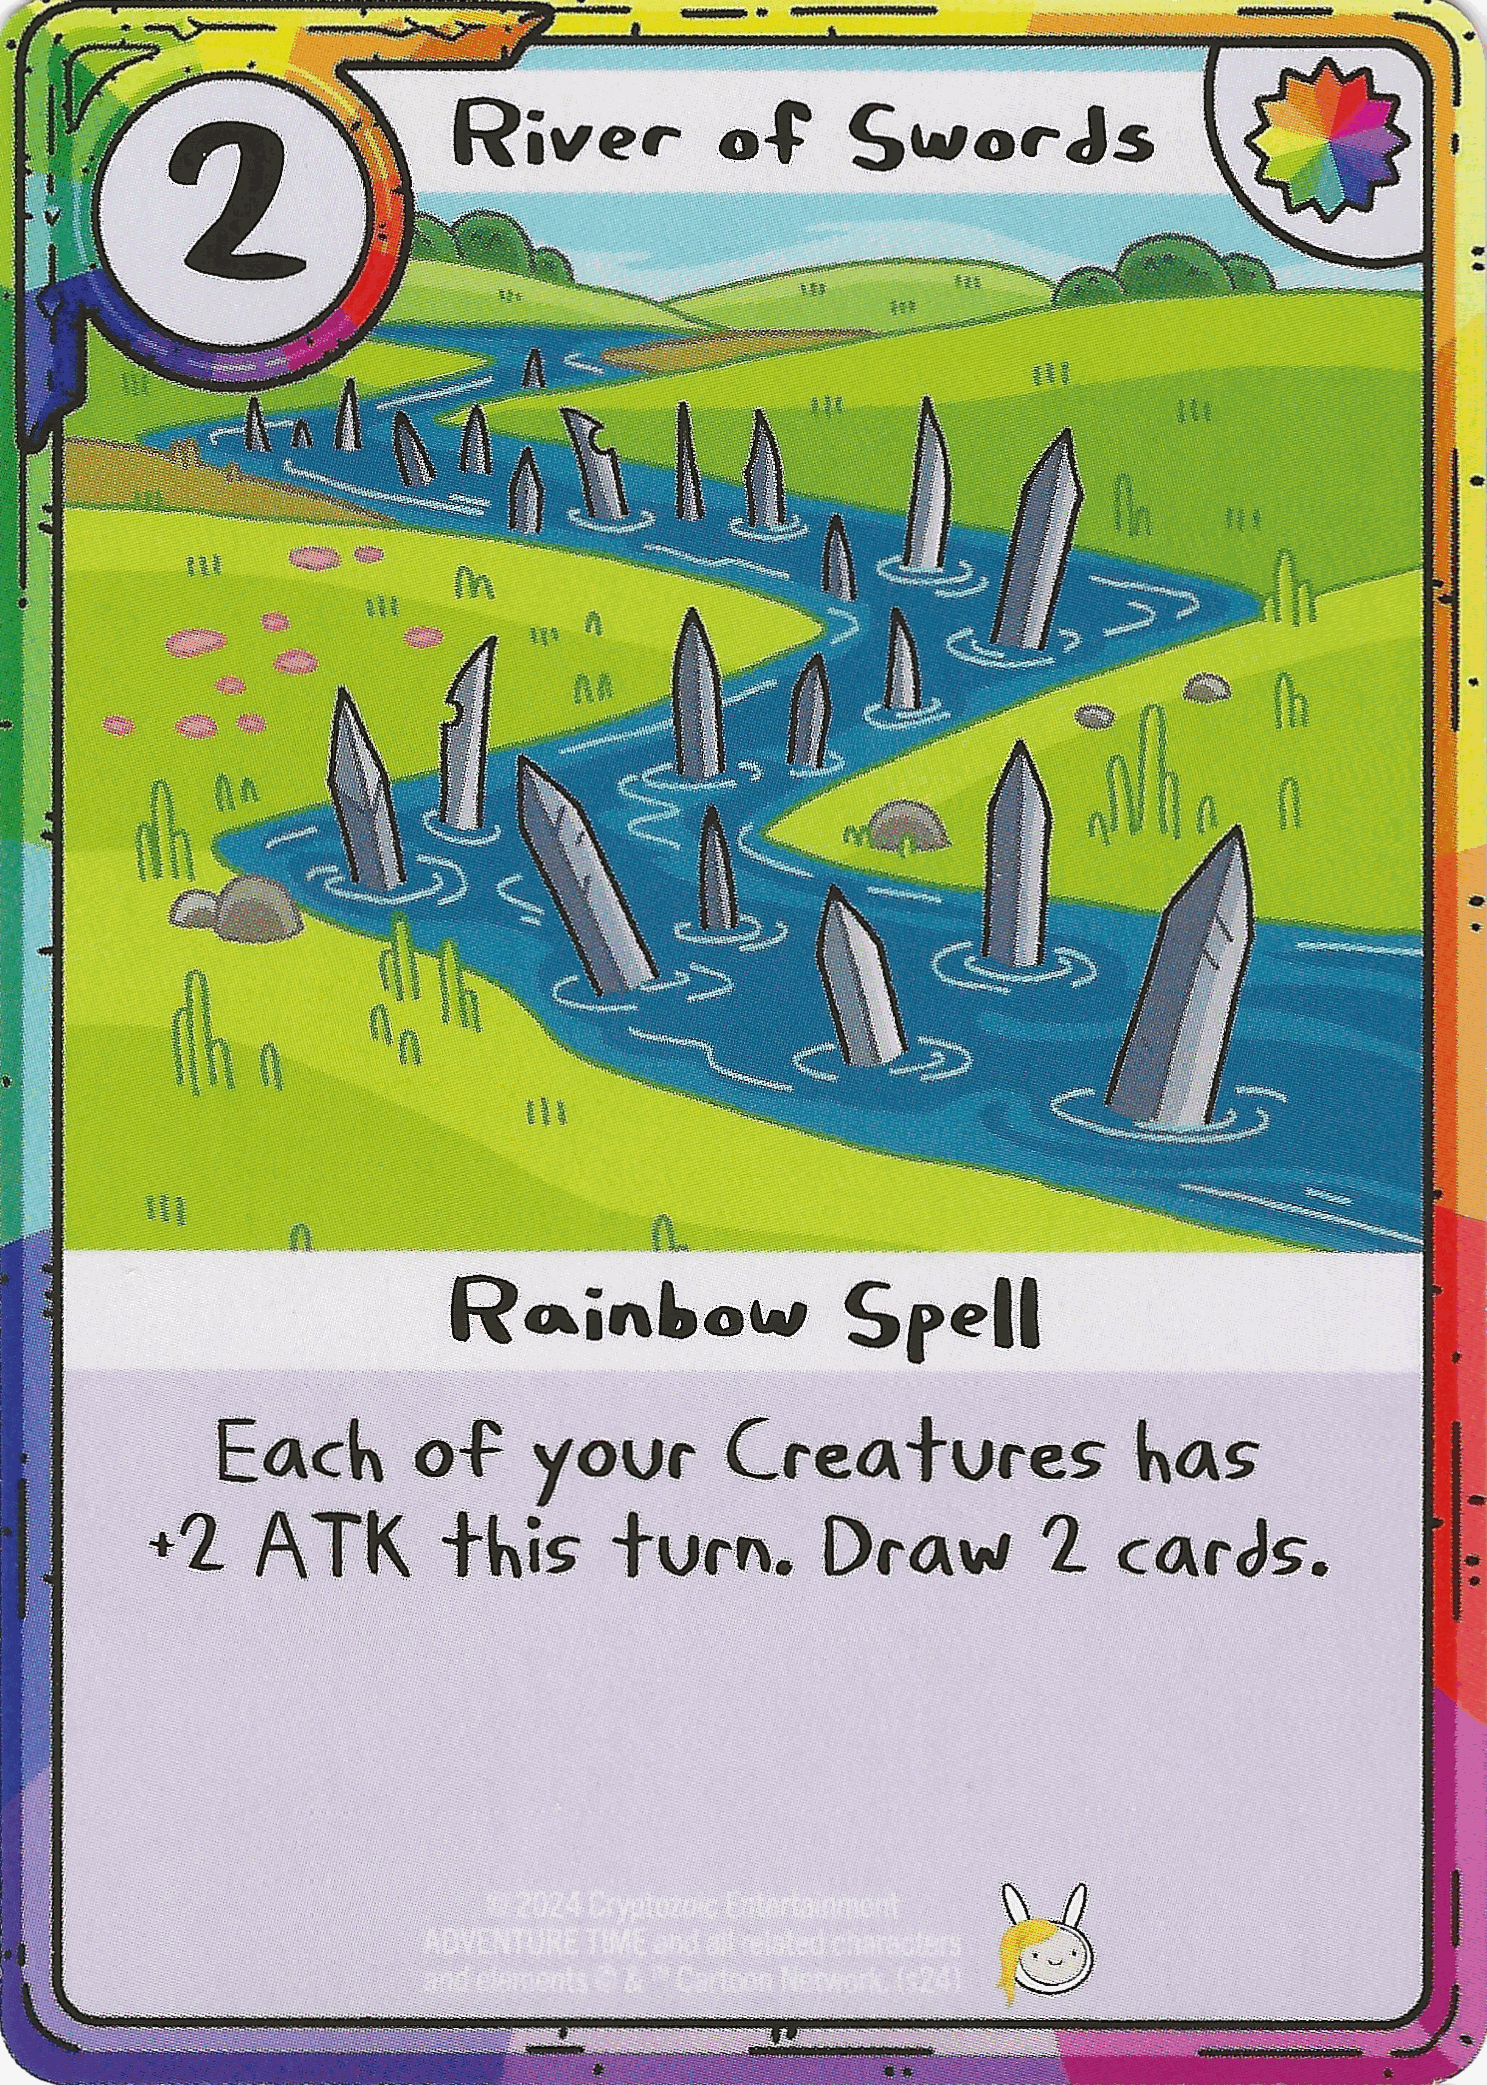 2
River of Swords
Rainbow Spell
Each of your Creatures has
+2 ATK this turn. Draw 2 cards.
© 2024 Cryptozoic Entertainment
ADVENTURE TIME and all related characters
and elements © & ™ Cartoon Network. (s24)